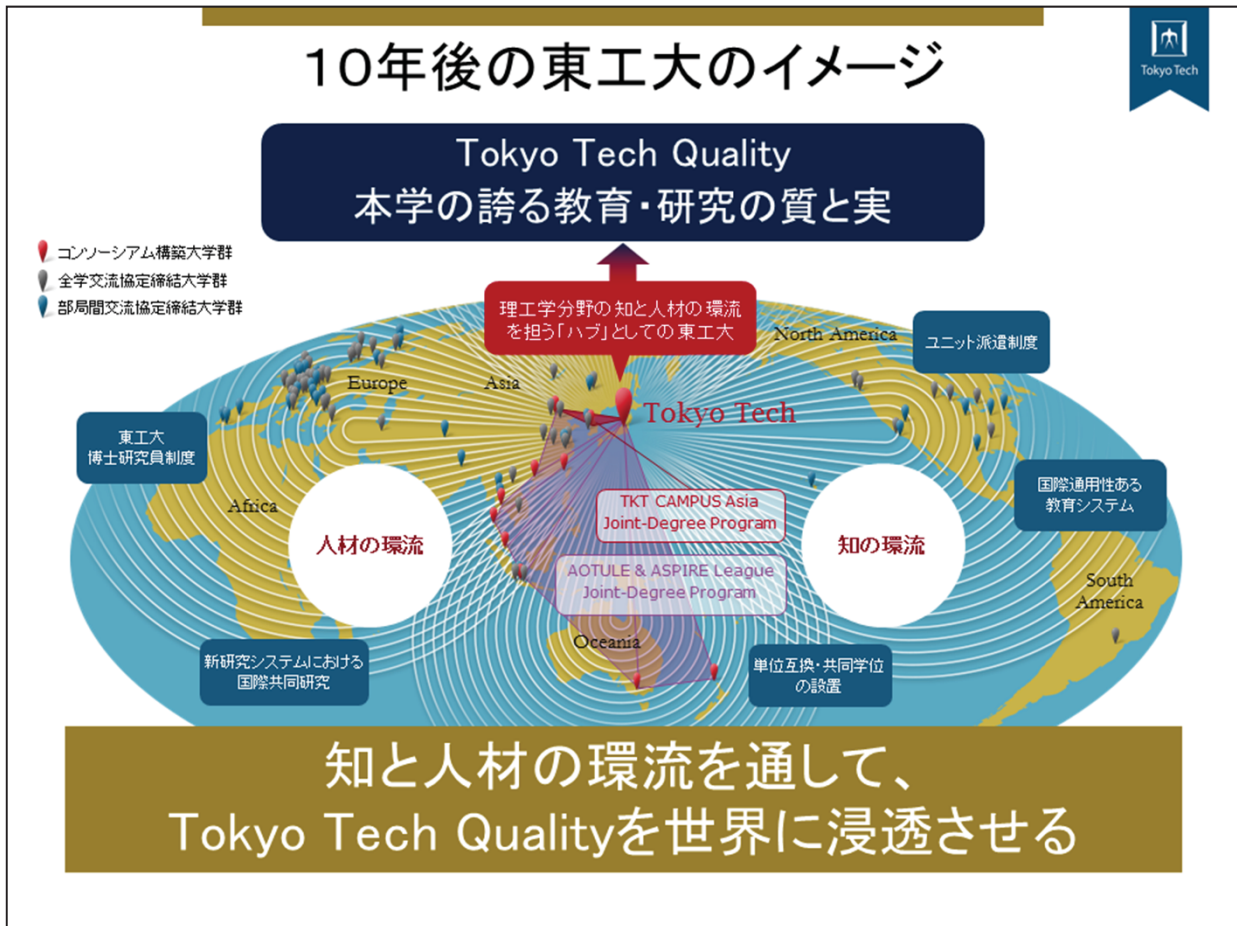 10年後の東工大のイメージ
Tokyo Tech
Tokyo Tech Quality
本学の誇る教育・研究の質と実
コンソーシアム構築大学群
全学交流協定締結大学群
部局間交流協定締結大学群
理工学分野の知と人材の環流
を担う「ハブ」としての東工大
North America
ユニット派遣制度
Europe
Asia
Tokyo Tech
東工大
博士研究員制度
国際通用性ある
教育システム
Africa
TKT CAMPUS Asia
Joint-Degree Program
人材の環流
知の環流
AOTULE & ASPIRE League
Joint-Degree Program
South
America
Oceania
新研究システムにおける
国際共同研究
単位互換・共同学位
の設置
知と人材の環流を通して、
Tokyo Tech Qualityを世界に浸透させる